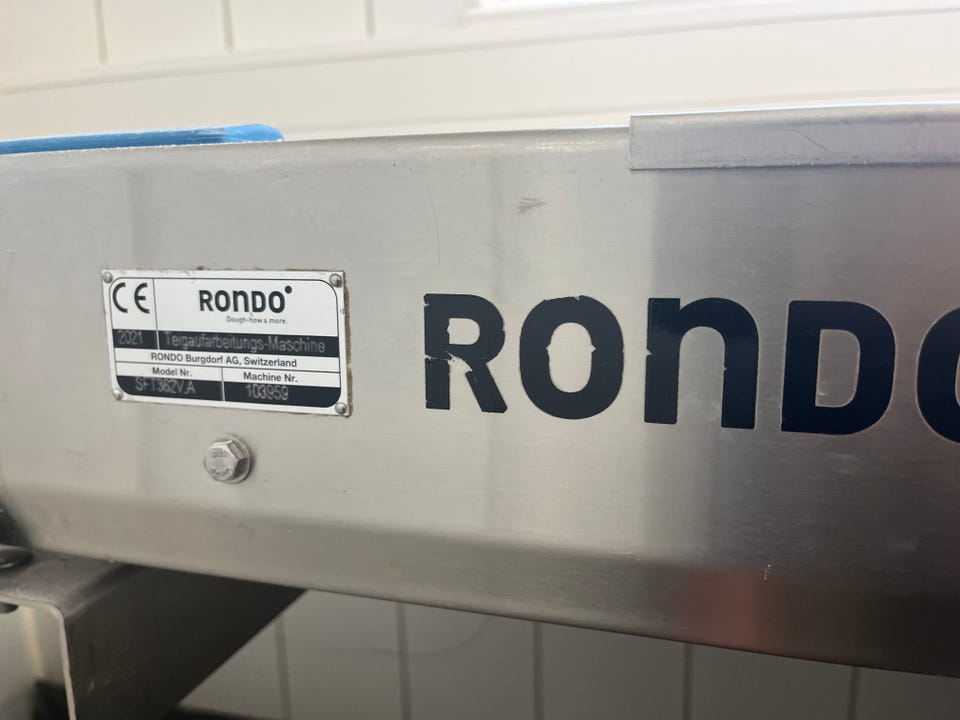 CE
RONDO
Dough-how & more.
2021 Teigaufarbeitungs-Maschine
RONDO Burgdorf AG, Switzerland
Model Nr. Machine Nr.
SFT362V.A 103959
RONDO